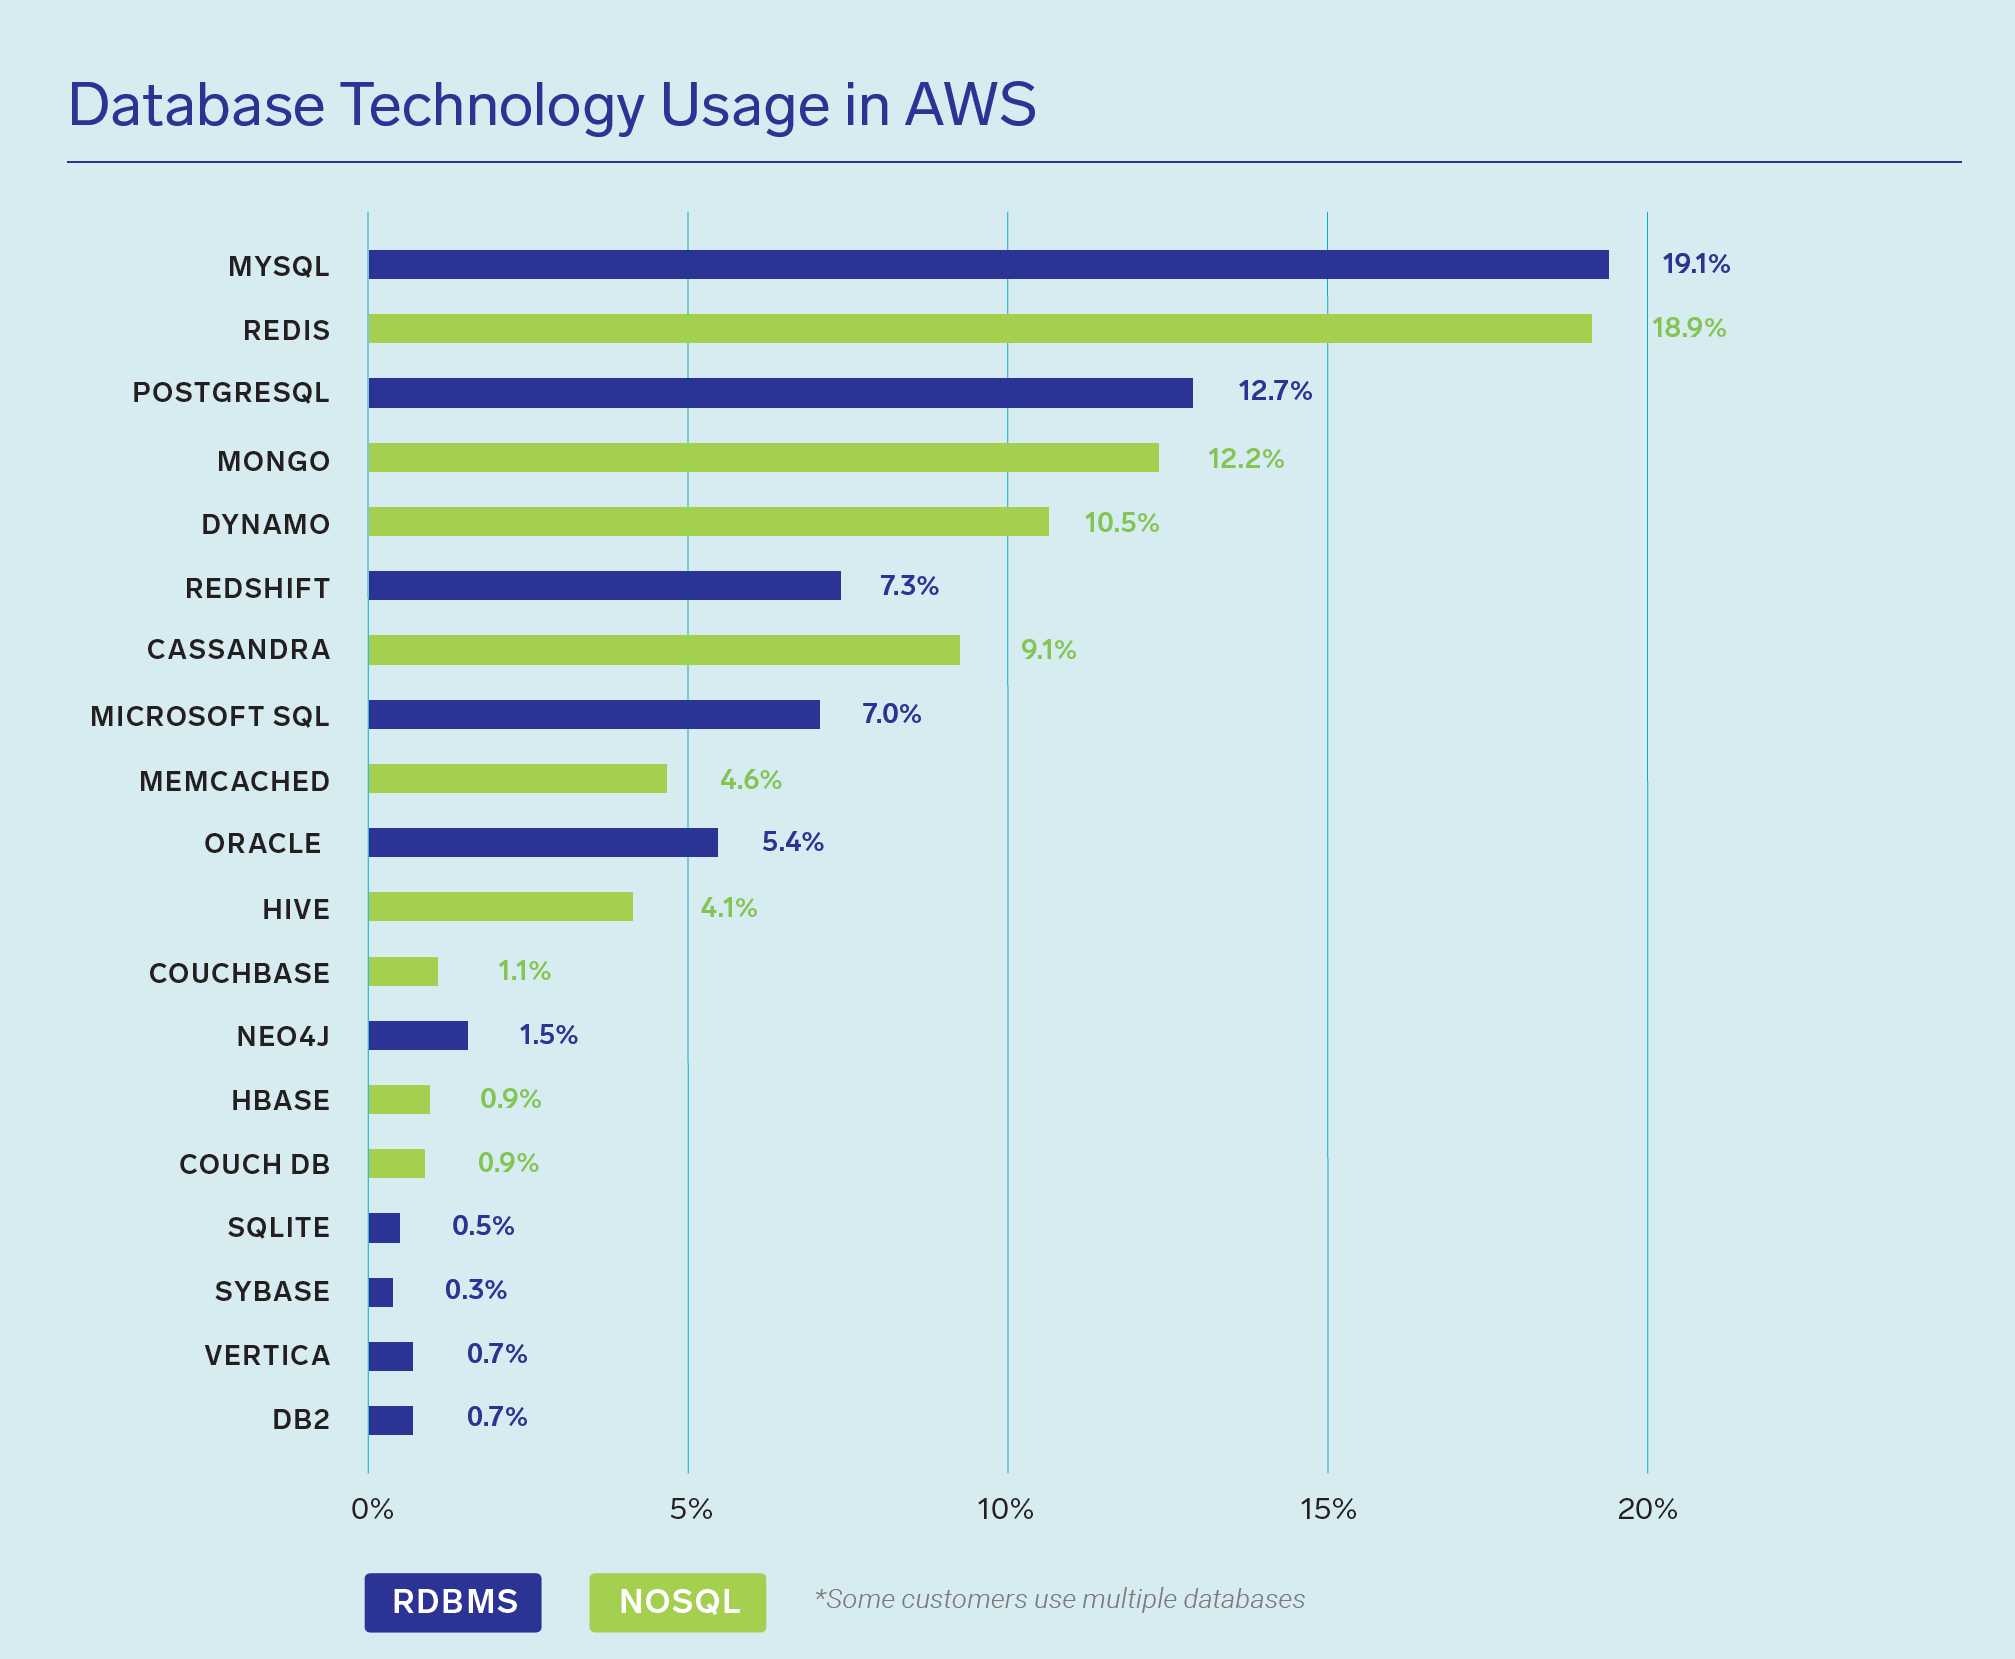 Database Technology Usage in AWS
MYSQL 19.1%
REDIS 18.9%
POSTGRESQL 12.7%
MONGO 12.2%
DYNAMO 10.5%
REDSHIFT 7.3%
CASSANDRA 9.1%
MICROSOFT SQL 7.0%
MEMCACHED 4.6%
ORACLE 5.4%
HIVE 4.1%
COUCHBASE 1.1%
NEO4J 1.5%
HBASE 0.9%
COUCH DB 0.9%
SQLITE 0.5%
SYBASE 0.3%
VERTICA 0.7%
DB2 0.7%
0% 5% 10% 15% 20%
RDBMS NOSQL *Some customers use multiple databases